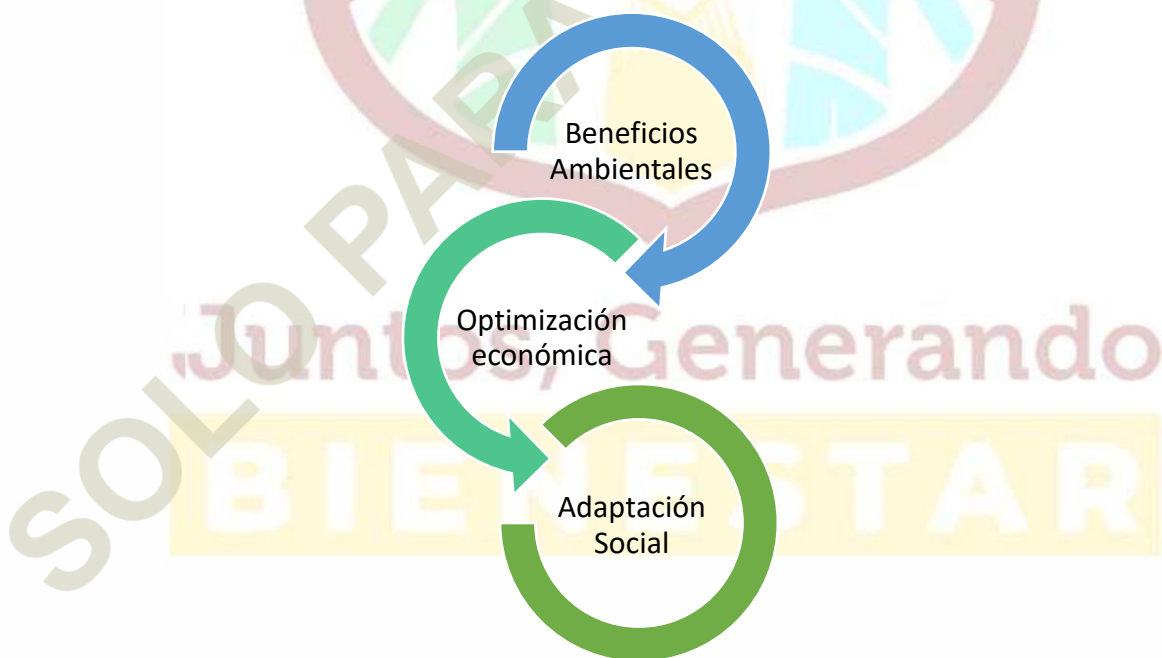 Beneficios
Ambientales
Optimización
económica
Juntos, Generando
BIENESTAR
Adaptación
Social
SOLO PARA